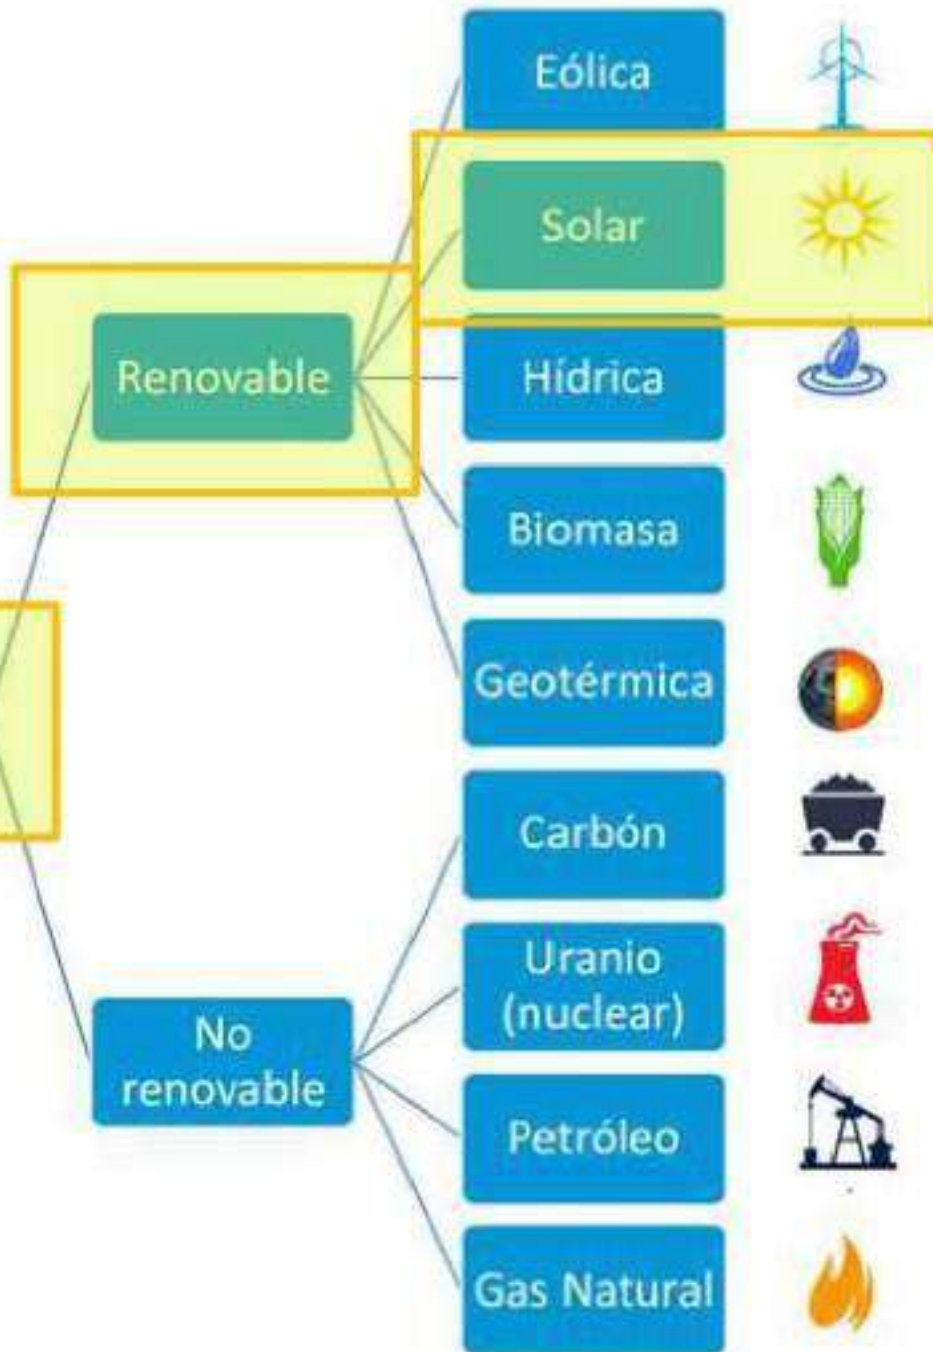 Eólica
Solar
Renovable
Hídrica
Biomasa
Geotérmica
Carbón
Uranio
(nuclear)
No
renovable
Petróleo
Gas Natural